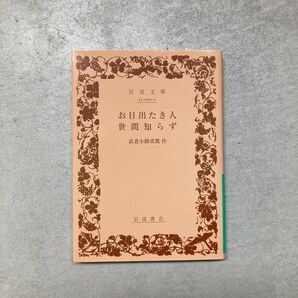 岩波文庫
お目出たき人
世間知らず
武者小路実篤 作
岩波書店